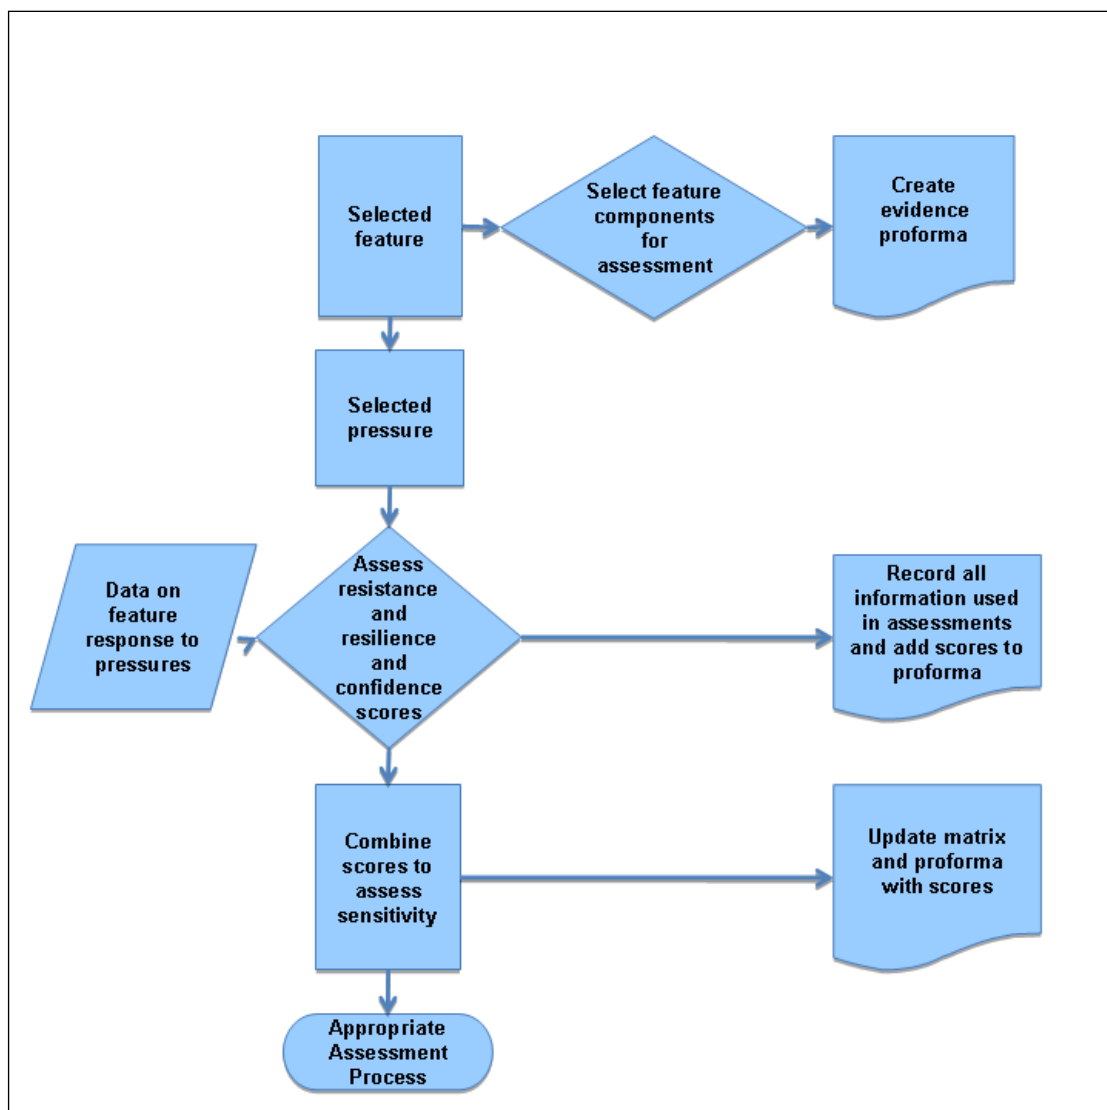 Selected
feature
Select feature
components
for
assessment
Create
evidence
proforma
Selected
pressure
Data on
feature
response to
pressures
Assess
resistance
and
resilience
and
confidence
scores
Record all
information used
in assessments
and add scores to
proforma
Combine
scores to
assess
sensitivity
Update matrix
and proforma
with scores
Appropriate
Assessment
Process